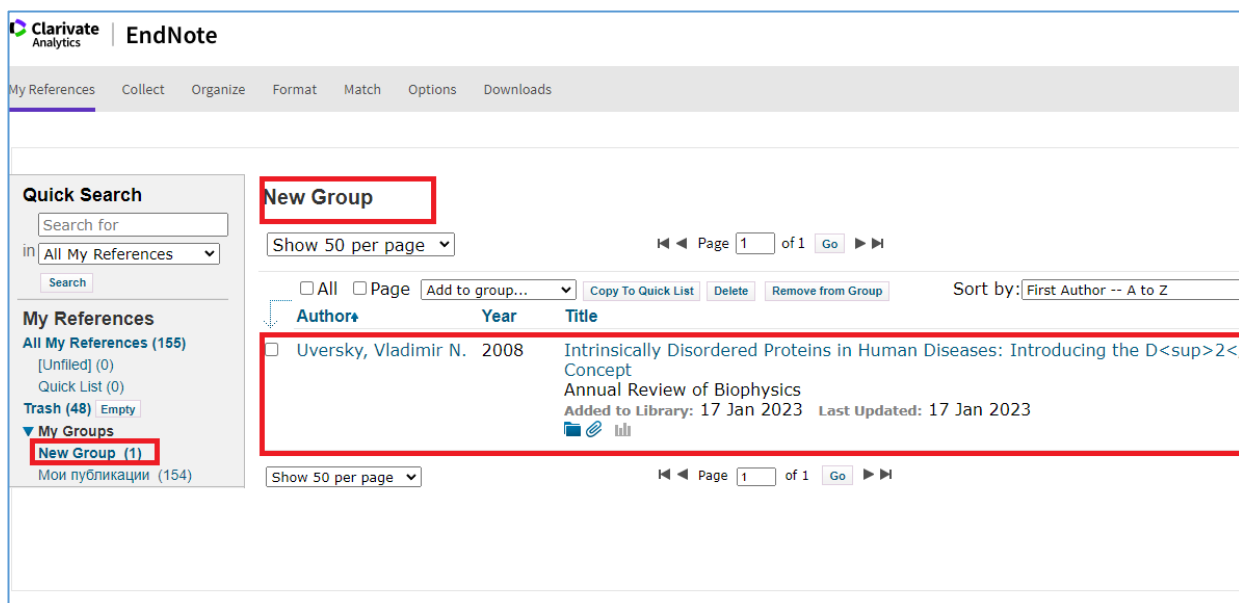 Clarivate
Analytics
EndNote
My References Collect Organize Format Match Options Downloads
Quick Search
Search for
in All My References
Search
My References
All My References (155)
[Unfiled] (0)
Quick List (0)
Trash (48) Empty
My Groups
New Group (1)
Мои публикации (154)
New Group
Show 50 per page Page 1 of 1 Go
All Page Add to group... Copy To Quick List Delete Remove from Group Sort by: First Author -- A to Z
Author Year Title
Uversky, Vladimir N. 2008 Intrinsically Disordered Proteins in Human Diseases: Introducing the D<sup>2<
Concept
Annual Review of Biophysics
Added to Library: 17 Jan 2023 Last Updated: 17 Jan 2023
Show 50 per page Page 1 of 1 Go